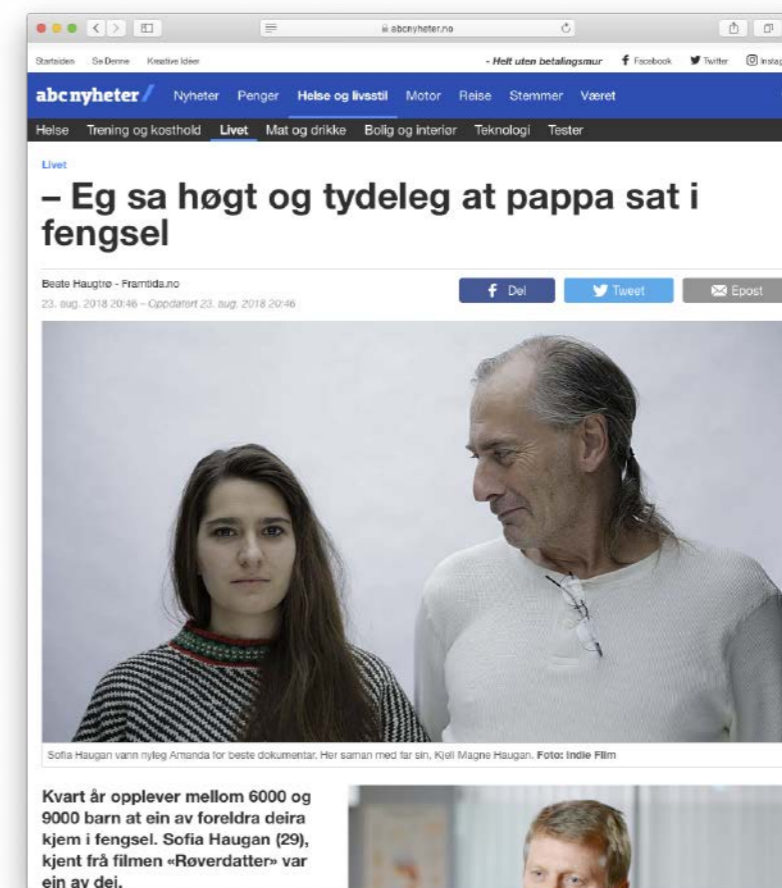 abcnyheter.no
Startsiden Se Derme Kreative Idéer - Helt uten betalingsmur Facebook Twitter
abc nyheter Nyheter Penger Helse og livsstil Motor Reise Stemmer Været
Helse Trening og kosthold Livet Mat og drikke Bolig og interiør Teknologi Tester
Livet
– Eg sa høgt og tydeleg at pappa sat i
fengsel
Beate Haugtrø - Framtida.no
23. aug. 2018 20:46 – Oppdatert 23. aug. 2018 20:46
Del Tweet Epost
Sofia Haugan vann nyleg Amanda for beste dokumentar. Her saman med far sin, Kjell Magne Haugan. Foto: Indie Film
Kvart år opplever mellom 6000 og
9000 barn at ein av foreldra deira
kjem i fengsel. Sofia Haugan (29),
kjent frå filmen «Røverdatter» var
ein av dei.